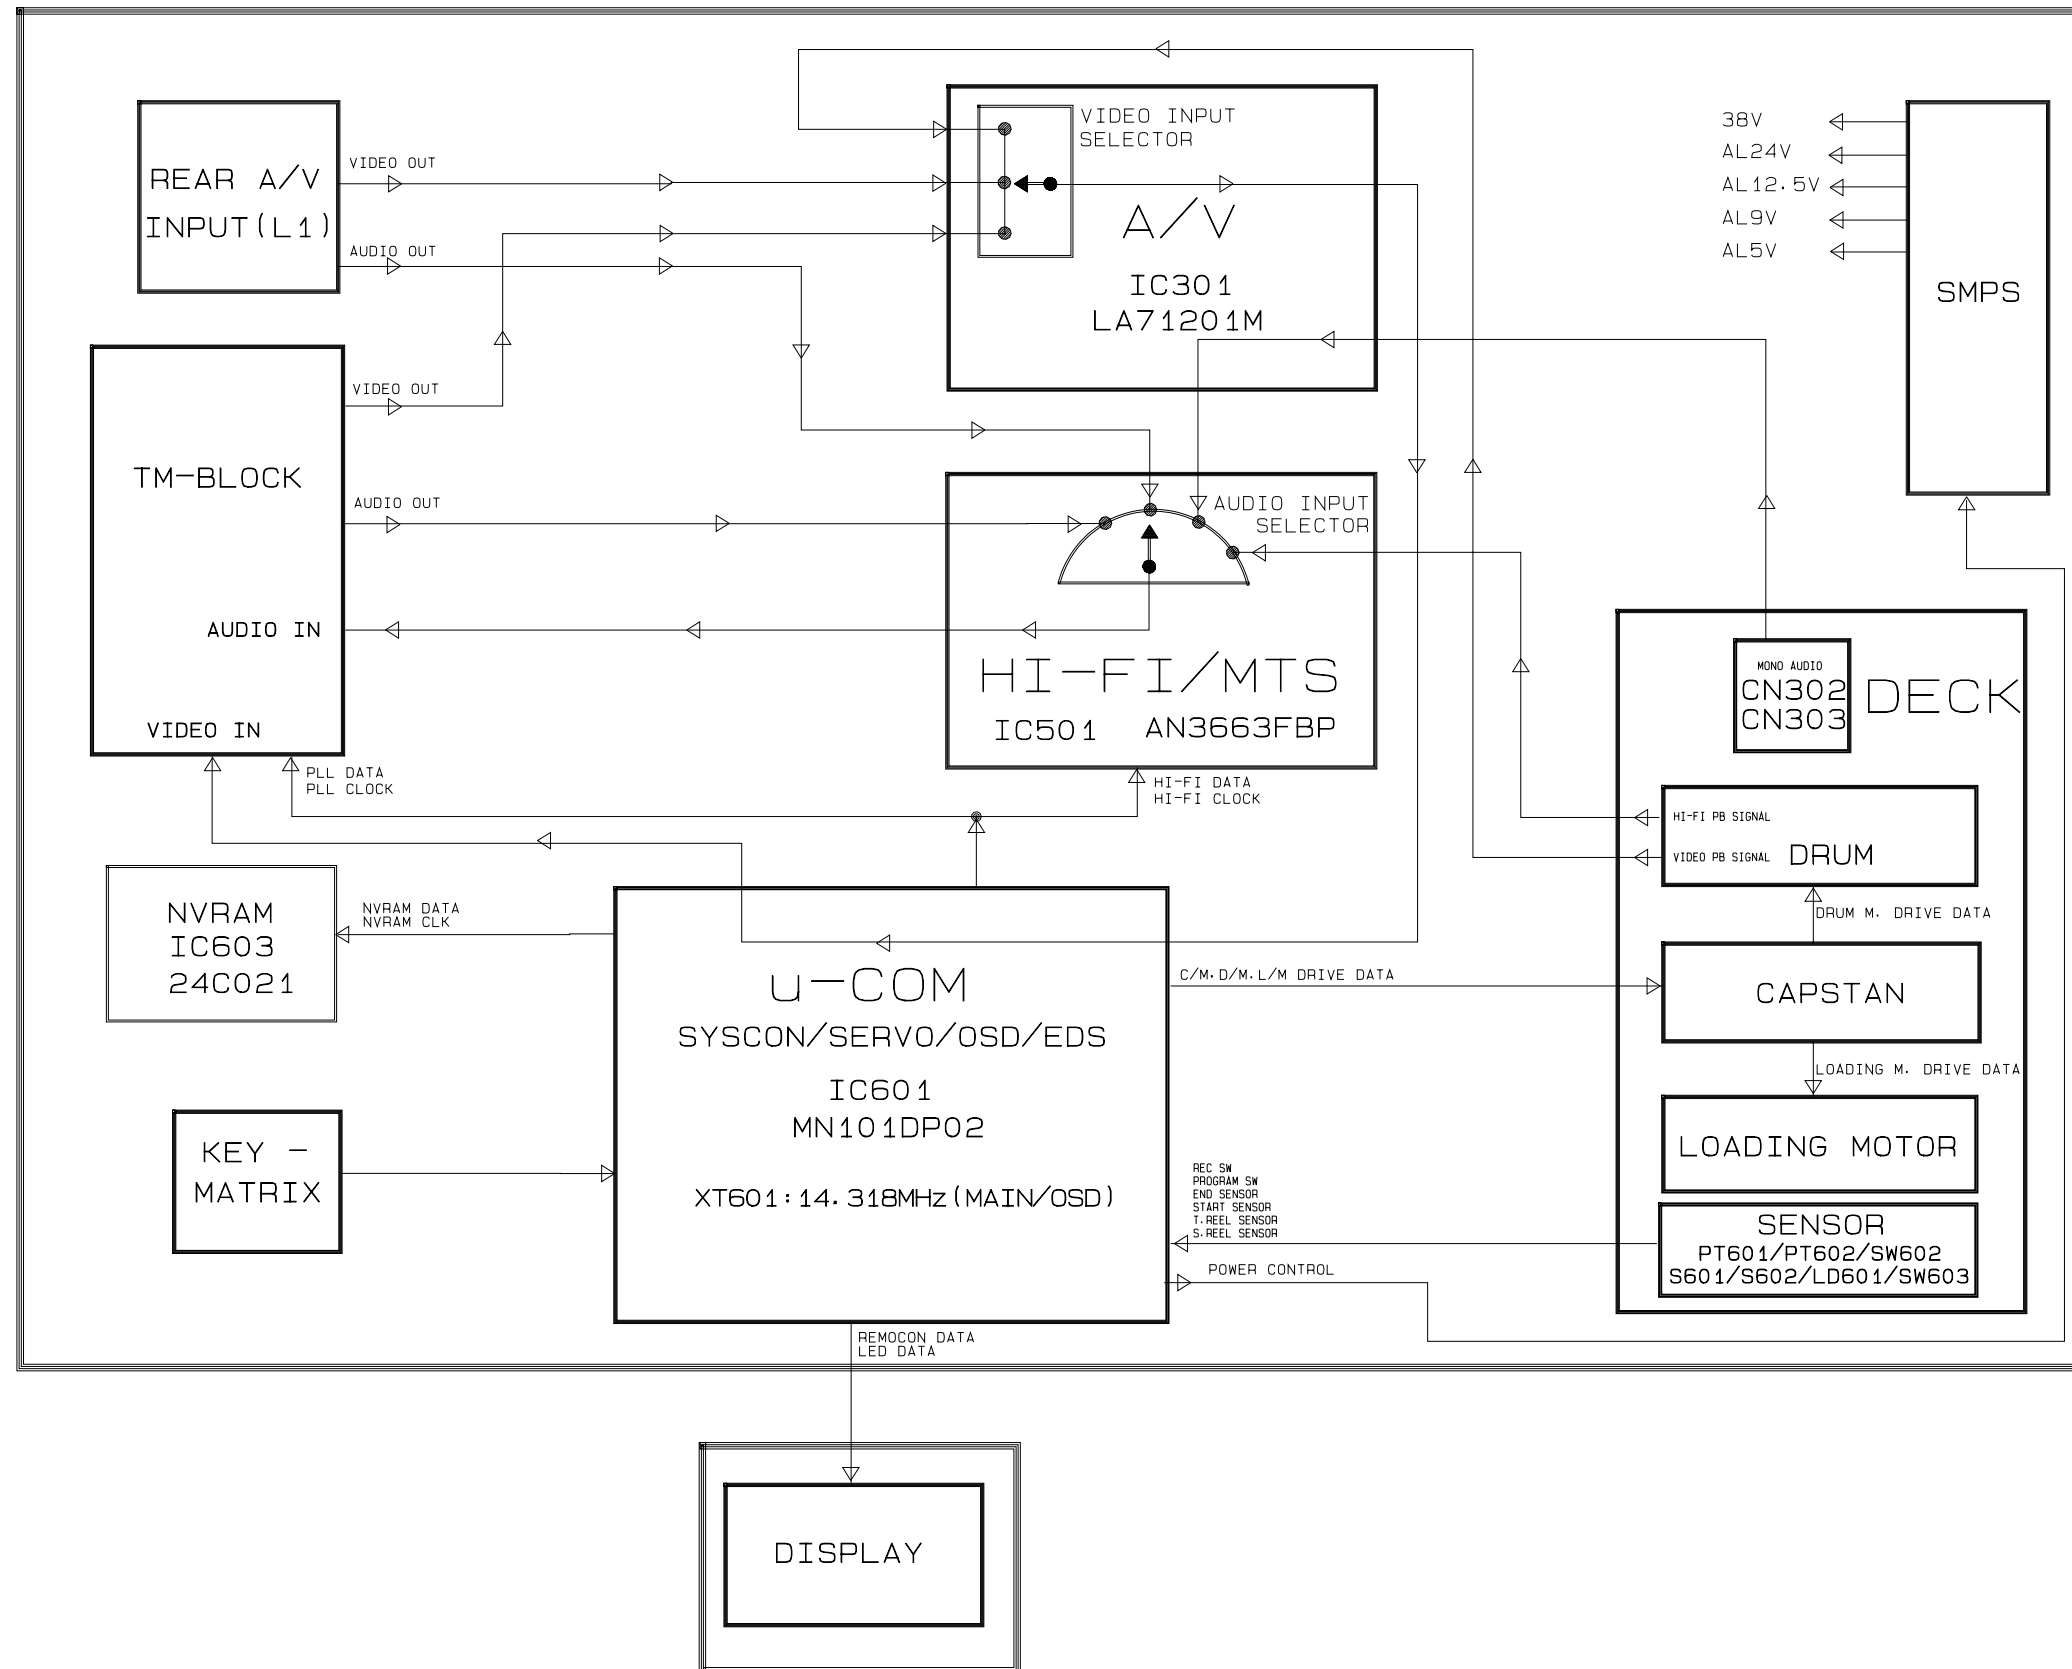 VIDEO INPUT
SELECTOR
A/V
IC301
LA71201M
REAR A/V
INPUT(L1)
VIDEO OUT
AUDIO OUT
38V
AL24V
AL12.5V
AL9V
AL5V
SMPS
TM-BLOCK
VIDEO OUT
AUDIO OUT
AUDIO IN
VIDEO IN
PLL DATA
PLL CLOCK
AUDIO INPUT
SELECTOR
HI-FI/MTS
IC501 AN3663FBP
HI-FI DATA
HI-FI CLOCK
MONO AUDIO
CN302
CN303
DECK
HI-FI PB SIGNAL
VIDEO PB SIGNAL DRUM
DRUM M. DRIVE DATA
CAPSTAN
LOADING M. DRIVE DATA
LOADING MOTOR
SENSOR
PT601/PT602/SW602
S601/S602/LD601/SW603
NVRAM
IC603
24C021
NVRAM DATA
NVRAM CLK
u-COM
SYSCON/SERVO/OSD/EDS
IC601
MN101DP02
XT601:14.318MHz(MAIN/OSD)
C/M.D/M.L/M DRIVE DATA
KEY -
MATRIX
REC SW
PROGRAM SW
END SENSOR
START SENSOR
T.REEL SENSOR
S.REEL SENSOR
POWER CONTROL
REMOCON DATA
LED DATA
DISPLAY